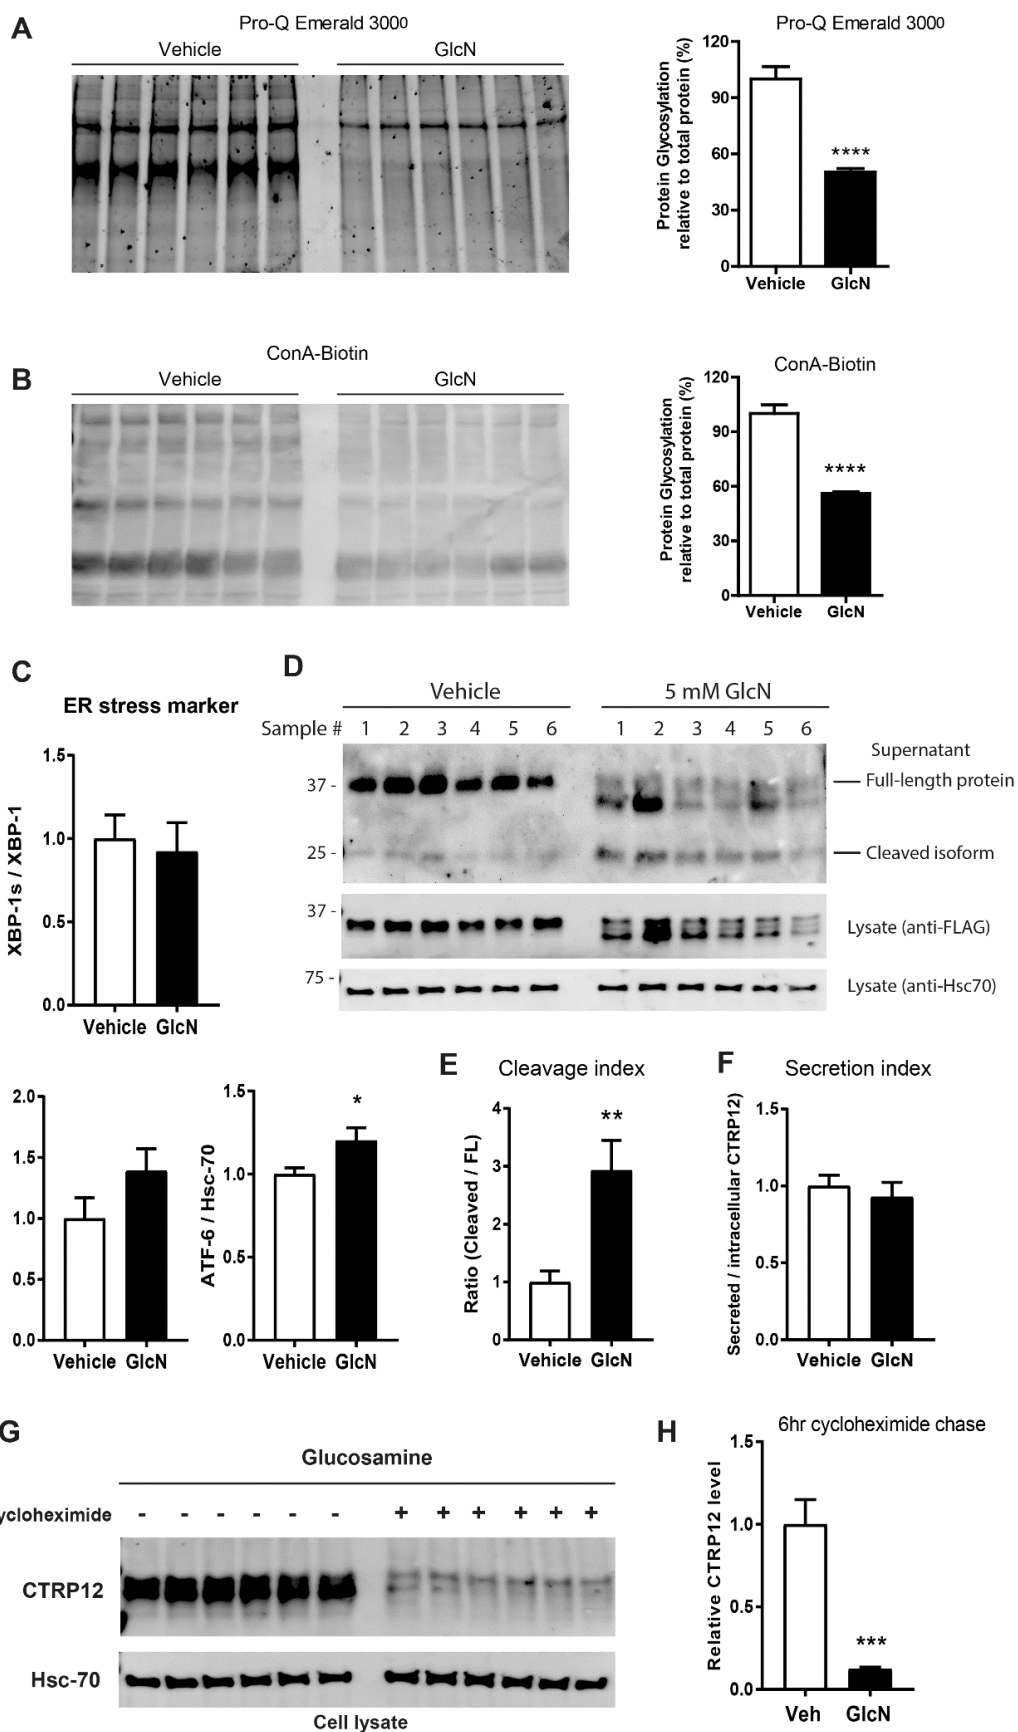 A
Pro-Q Emerald 3000
Vehicle GlcN
Pro-Q Emerald 3000
Protein Glycosylation
relative to total protein (%)
120
90
60
30
0
****
Vehicle GlcN
B
ConA-Biotin
Vehicle GlcN
ConA-Biotin
Protein Glycosylation
relative to total protein (%)
120
90
60
30
0
****
Vehicle GlcN
C
ER stress marker
XBP-1s / XBP-1
1.5
1.0
0.5
0.0
Vehicle GlcN
2.0
1.5
1.0
0.5
0.0
Vehicle GlcN
ATF-6 / Hsc-70
1.5
1.0
0.5
0.0
*
Vehicle GlcN
D
Vehicle 5 mM GlcN
Sample # 1 2 3 4 5 6 1 2 3 4 5 6
Supernatant
37 - Full-length protein
25 - Cleaved isoform
37 -
Lysate (anti-FLAG)
75 -
Lysate (anti-Hsc70)
E
Cleavage index
Ratio (Cleaved / FL)
4
3
2
1
0
**
Vehicle GlcN
F
Secretion index
Secreted / intracellular CTRP12)
1.5
1.0
0.5
0.0
Vehicle GlcN
G
Glucosamine
ycloheximide - - - - - - + + + + + +
CTRP12
Hsc-70
Cell lysate
H
6hr cycloheximide chase
Relative CTRP12 level
1.5
1.0
0.5
0.0
***
Veh GlcN